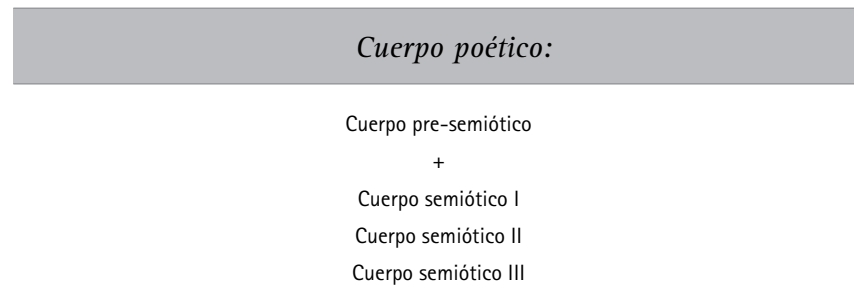 Cuerpo poético:
Cuerpo pre-semiótico
+
Cuerpo semiótico I
Cuerpo semiótico II
Cuerpo semiótico III